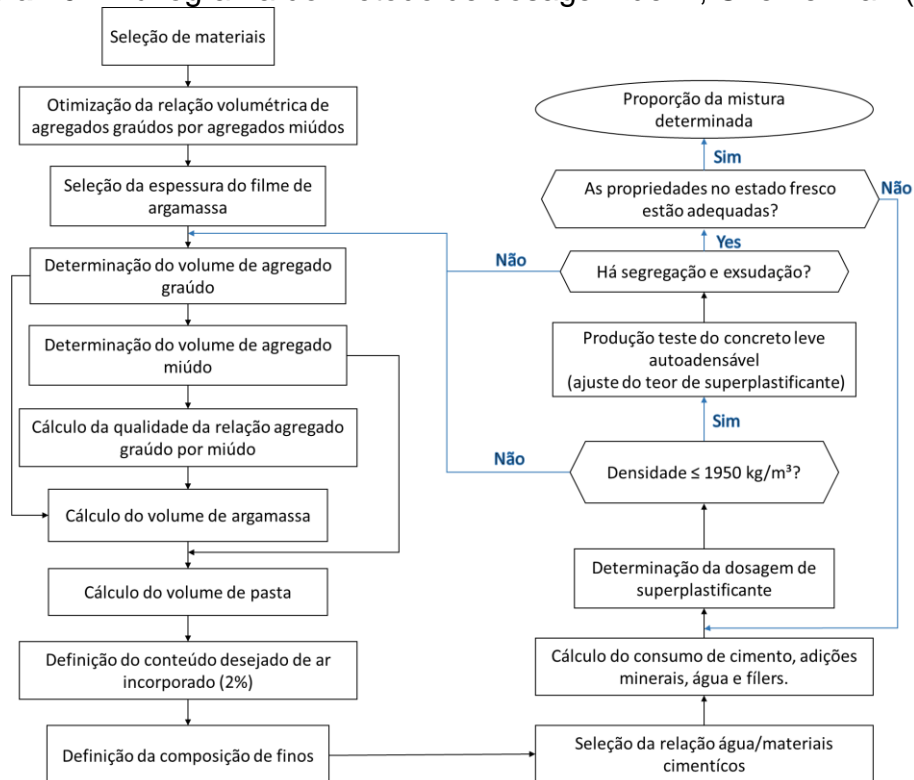 do método de dosagem de
Seleção de materiais
Otimização da relação volumétrica de
agregados graúdos por agregados miúdos
Seleção da espessura do filme de
argamassa
Determinação do volume de agregado
graúdo
Determinação do volume de agregado
miúdo
Cálculo da qualidade da relação agregado
graúdo por miúdo
Cálculo do volume de argamassa
Cálculo do volume de pasta
Definição do conteúdo desejado de ar
incorporado (2%)
Definição da composição de finos
Proporção da mistura
determinada
Sim
As propriedades no estado fresco
estão adequadas?
Não
Yes
Não
Há segregação e exsudação?
Produção teste do concreto leve
autoadensável
(ajuste do teor de superplastificante)
Sim
Não
Densidade ≤ 1950 kg/m³?
Determinação da dosagem de
superplastificante
Cálculo do consumo de cimento, adições
minerais, água e fílers.
Seleção da relação água/materiais
cimentícos